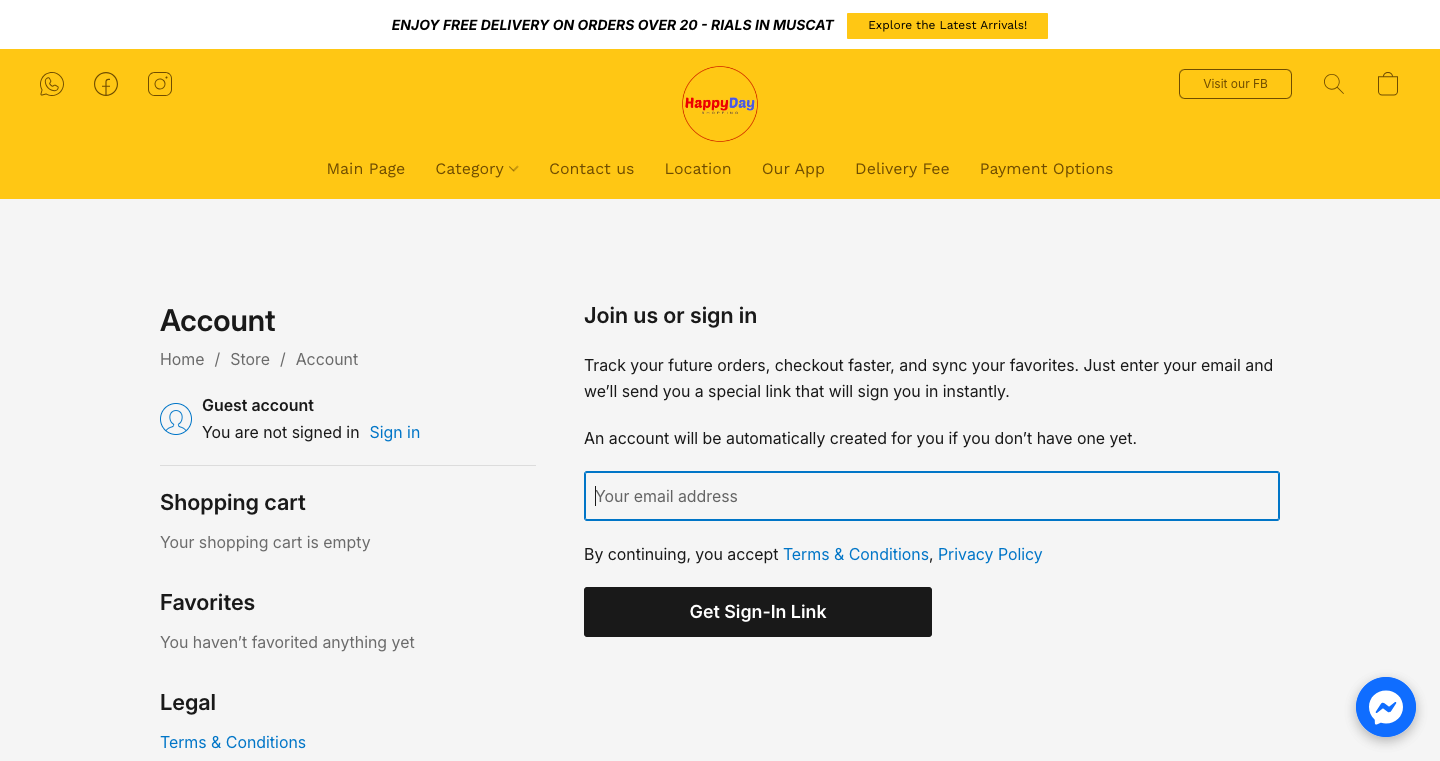 ENJOY FREE DELIVERY ON ORDERS OVER 20 - RIALS IN MUSCAT
Explore the Latest Arrivals!
HappyDay
SHOPPING
Visit our FB
Main Page
Category
Contact us
Location
Our App
Delivery Fee
Payment Options
Account
Home / Store / Account
Guest account
You are not signed in Sign in
Shopping cart
Your shopping cart is empty
Favorites
You haven’t favorited anything yet
Legal
Terms & Conditions
Join us or sign in
Track your future orders, checkout faster, and sync your favorites. Just enter your email and
we’ll send you a special link that will sign you in instantly.
An account will be automatically created for you if you don’t have one yet.
Your email address
By continuing, you accept Terms & Conditions, Privacy Policy
Get Sign-In Link